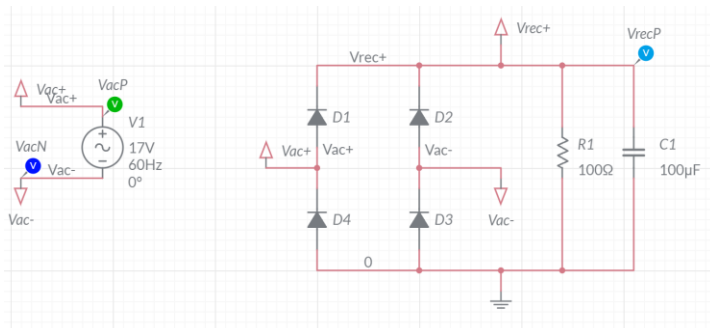 Vrec+
VrecP
Vrec+
Vac+
Vac+
VacP
V
V
V1
17V
60Hz
0°
VacN
V
Vac-
Vac-
D1
D2
Vac+
Vac+
Vac-
R1
100Ω
C1
100μF
D4
D3
Vac-
0